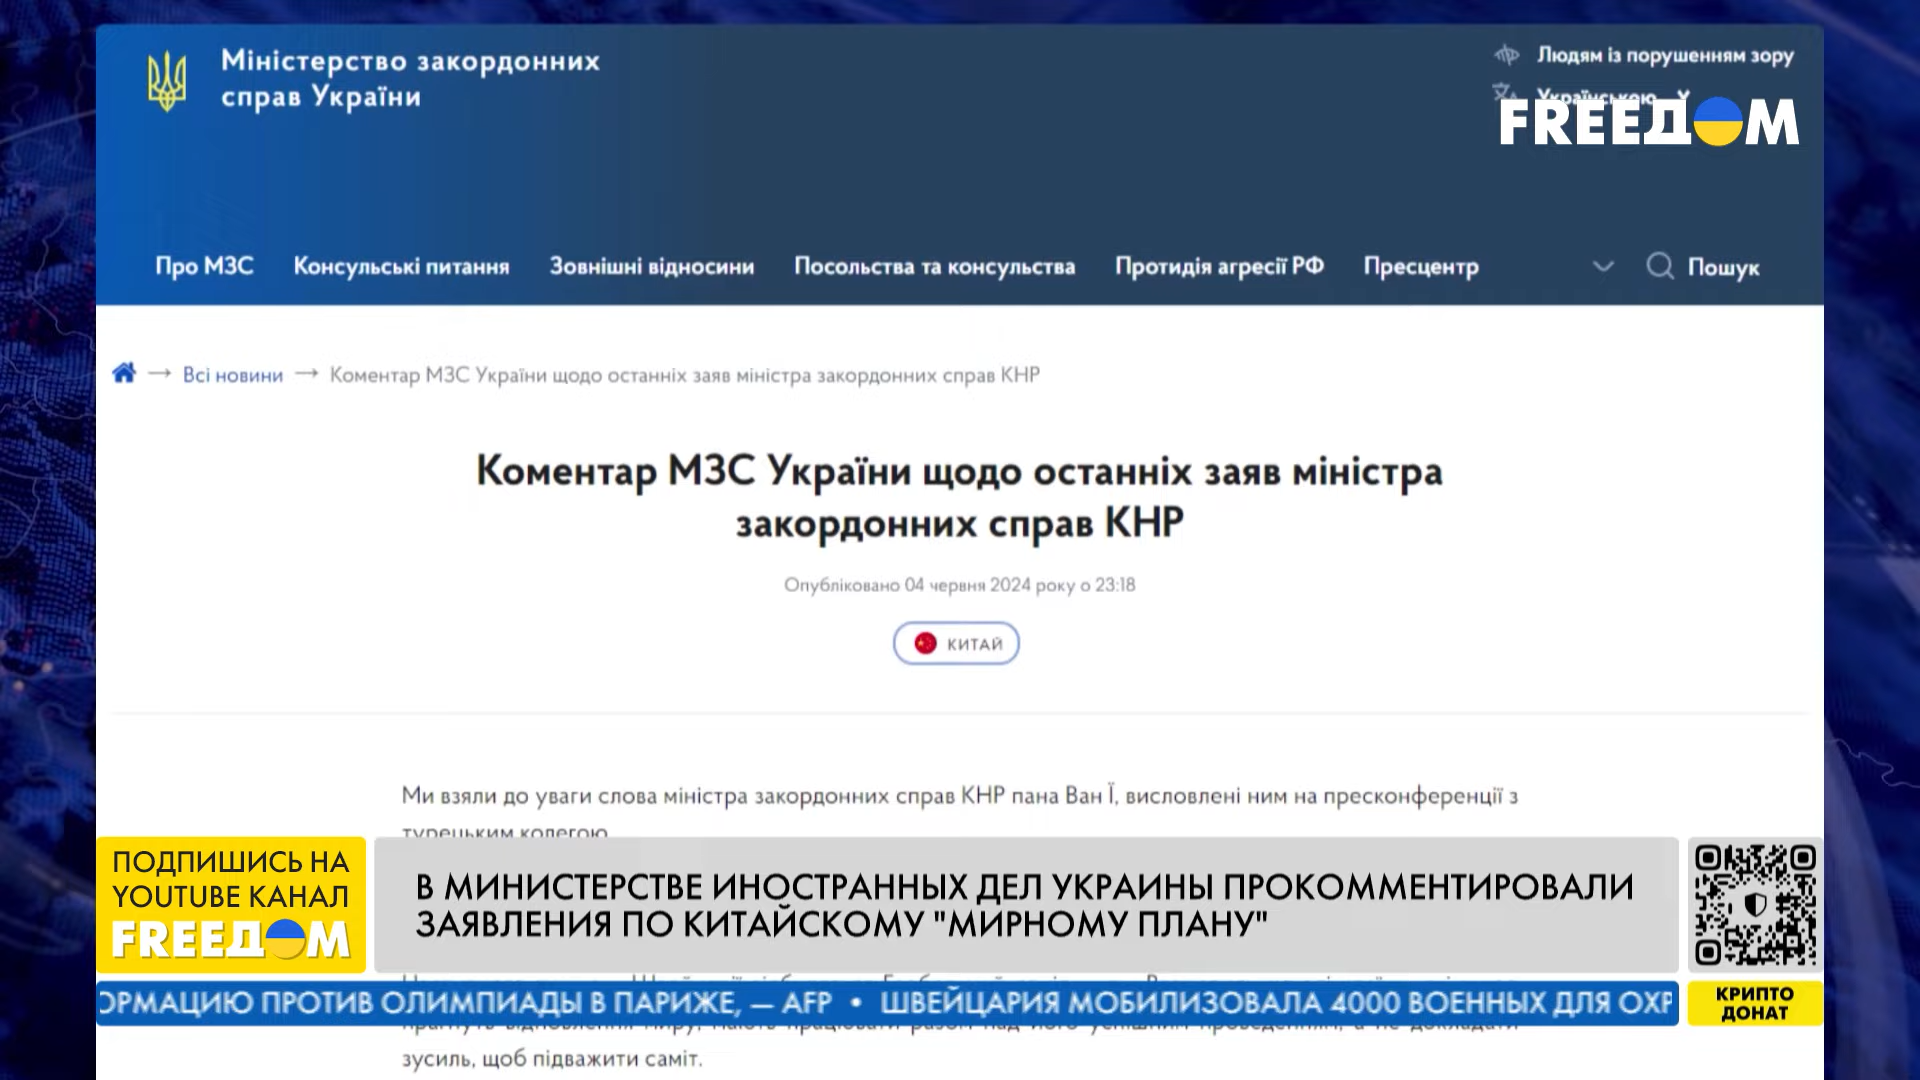 Міністерство закордонних
справ України
Людям із порушенням зору
Українською
FREEДOM
Про МЗС Консульські питання Зовнішні відносини Посольства та консульства Протидія агресії РФ Пресцентр Пошук
Всі новини → Коментар МЗС України щодо останніх заяв міністра закордонних справ КНР
Коментар МЗС України щодо останніх заяв міністра
закордонних справ КНР
Опубліковано 04 червня 2024 року о 23:18
КИТАЙ
Ми взяли до уваги слова міністра закордонних справ КНР пана Ван Ї, висловлені ним на пресконференції з
турецьким колегою
ПОДПИШИСЬ НА
YOUTUBE КАНАЛ
FREEДOM
В МИНИСТЕРСТВЕ ИНОСТРАННЫХ ДЕЛ УКРАИНЫ ПРОКОММЕНТИРОВАЛИ
ЗАЯВЛЕНИЯ ПО КИТАЙСКОМУ "МИРНОМУ ПЛАНУ"
ОРМАЦИЮ ПРОТИВ ОЛИМПИАДЫ В ПАРИЖЕ, — AFP • ШВЕЙЦАРИЯ МОБИЛИЗОВАЛА 4000 ВОЕННЫХ ДЛЯ ОХР
КРИПТО
ДОНАТ
зусиль, щоб підважити саміт.